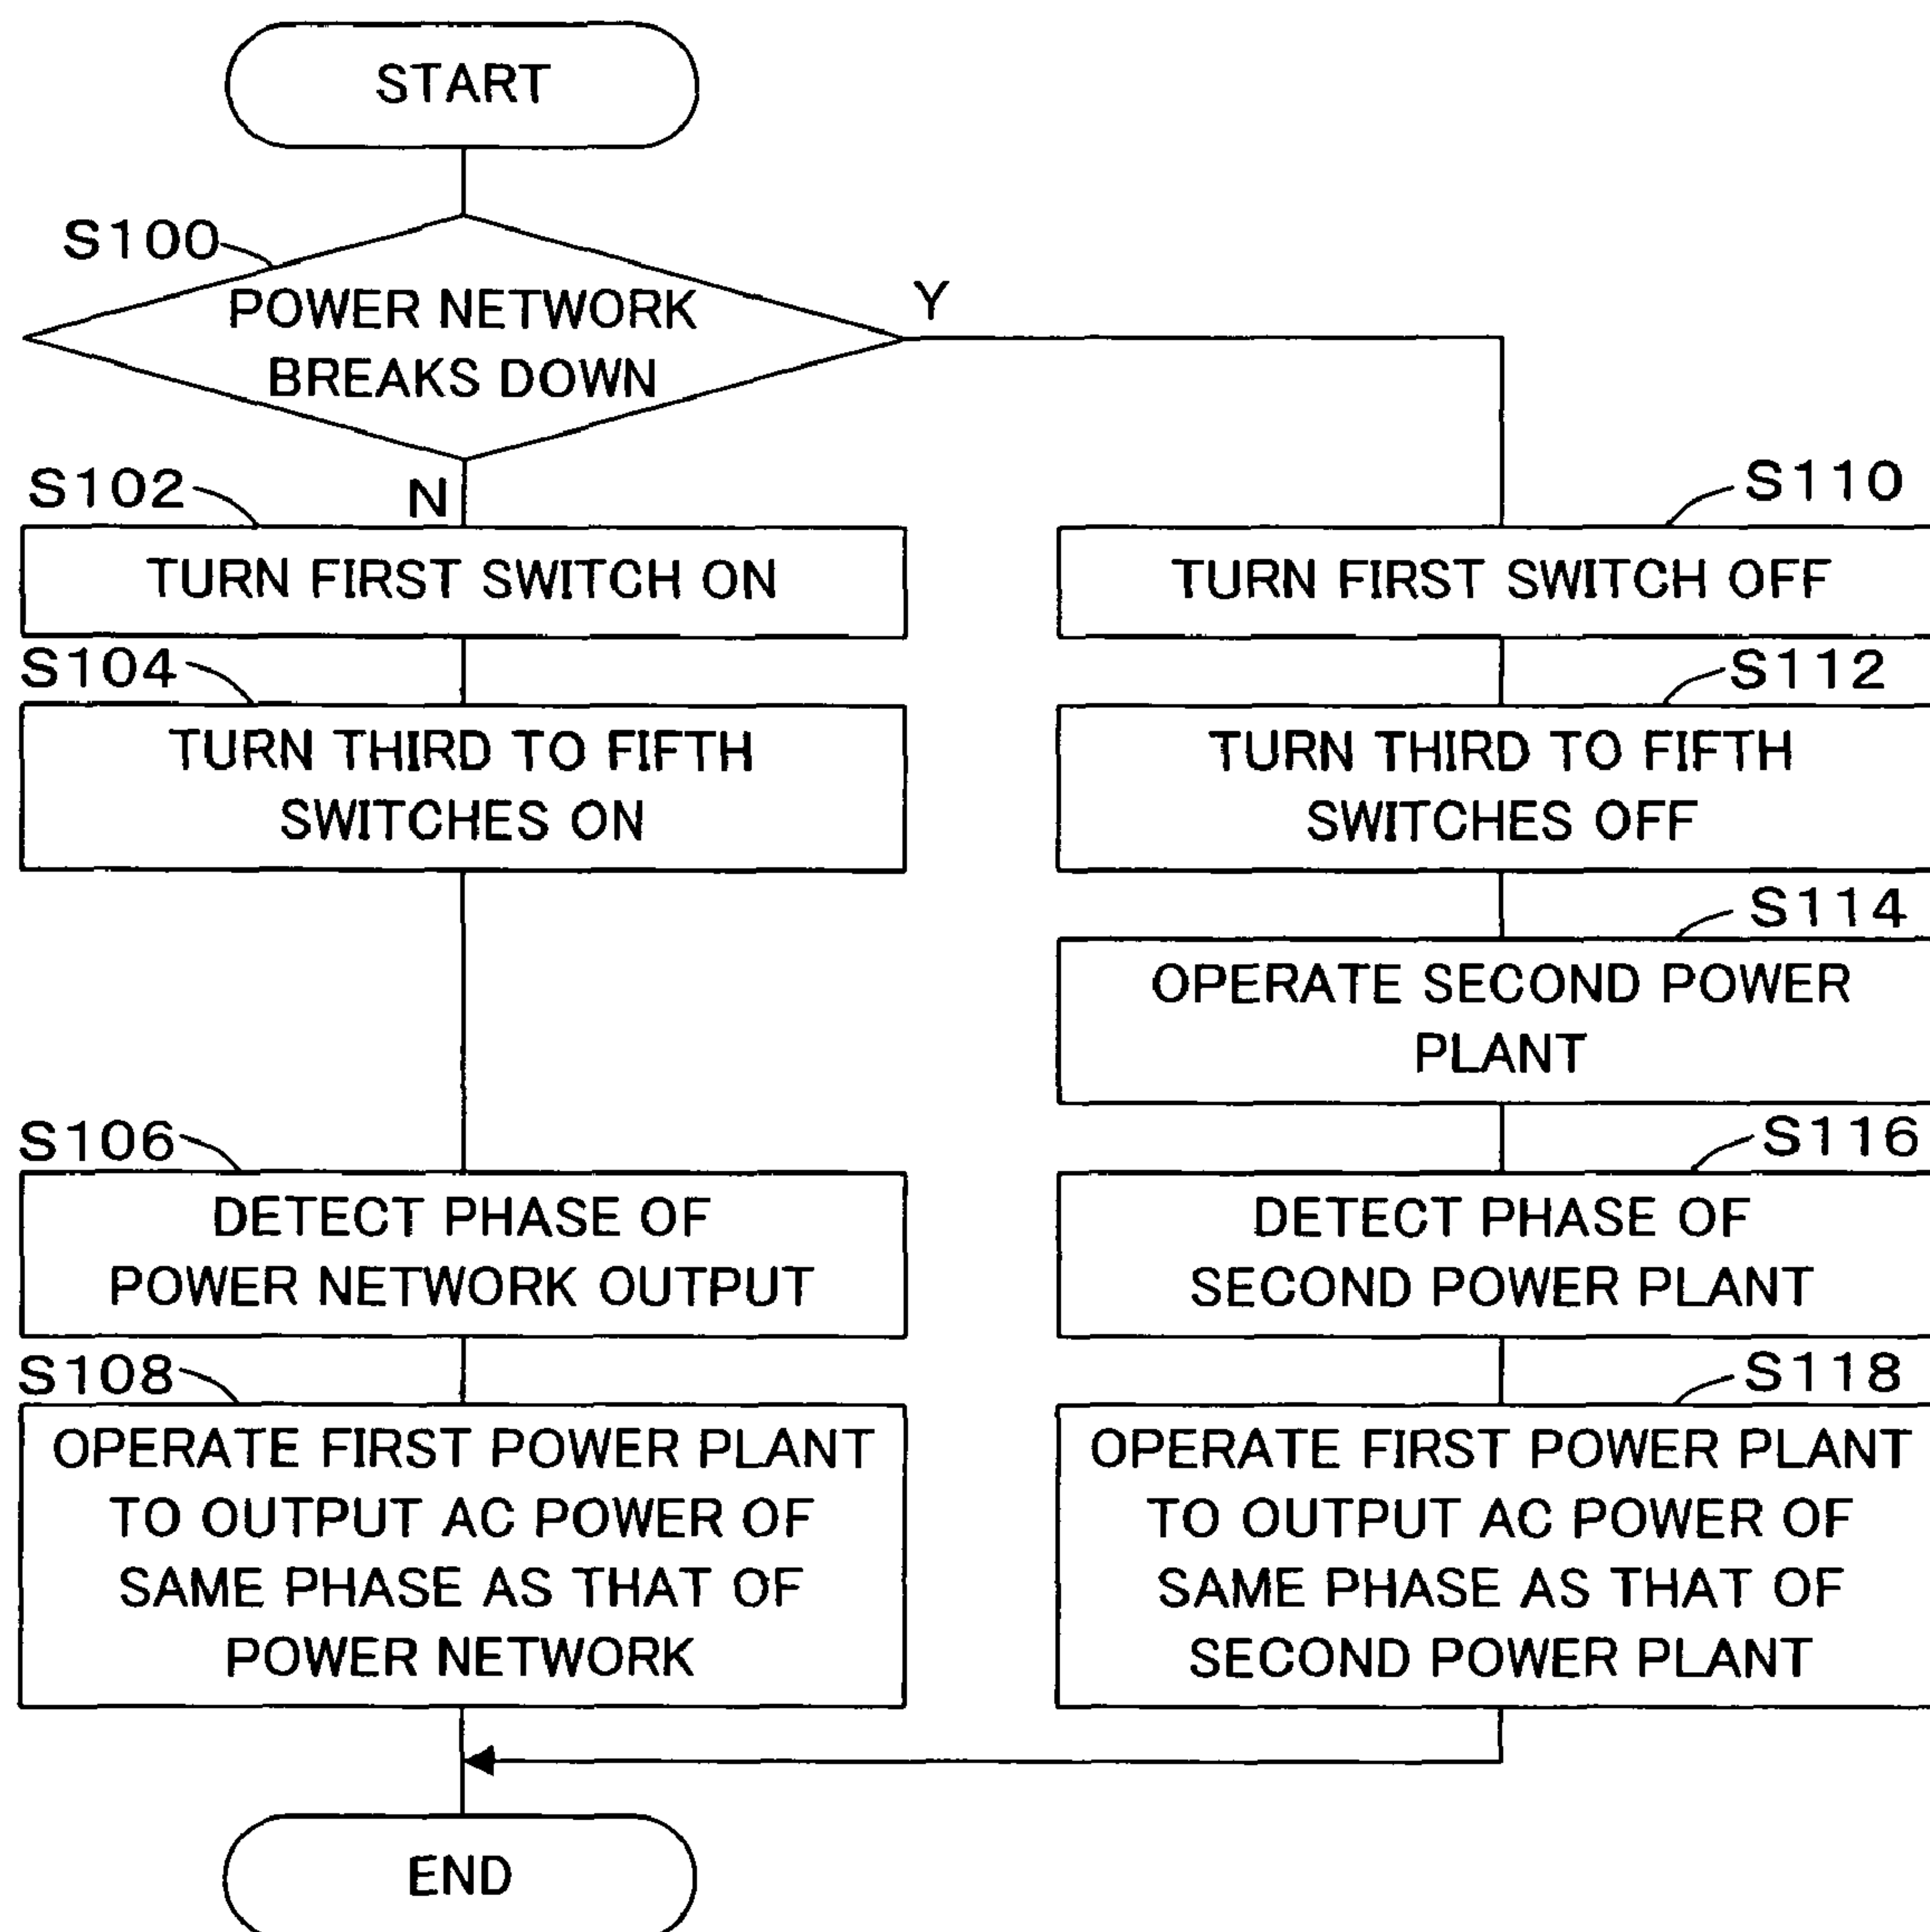 START
S100
POWER NETWORK
BREAKS DOWN
Y
N
S102
TURN FIRST SWITCH ON
S104
TURN THIRD TO FIFTH
SWITCHES ON
S106
DETECT PHASE OF
POWER NETWORK OUTPUT
S108
OPERATE FIRST POWER PLANT
TO OUTPUT AC POWER OF
SAME PHASE AS THAT OF
POWER NETWORK
S110
TURN FIRST SWITCH OFF
S112
TURN THIRD TO FIFTH
SWITCHES OFF
S114
OPERATE SECOND POWER
PLANT
S116
DETECT PHASE OF
SECOND POWER PLANT
S118
OPERATE FIRST POWER PLANT
TO OUTPUT AC POWER OF
SAME PHASE AS THAT OF
SECOND POWER PLANT
END